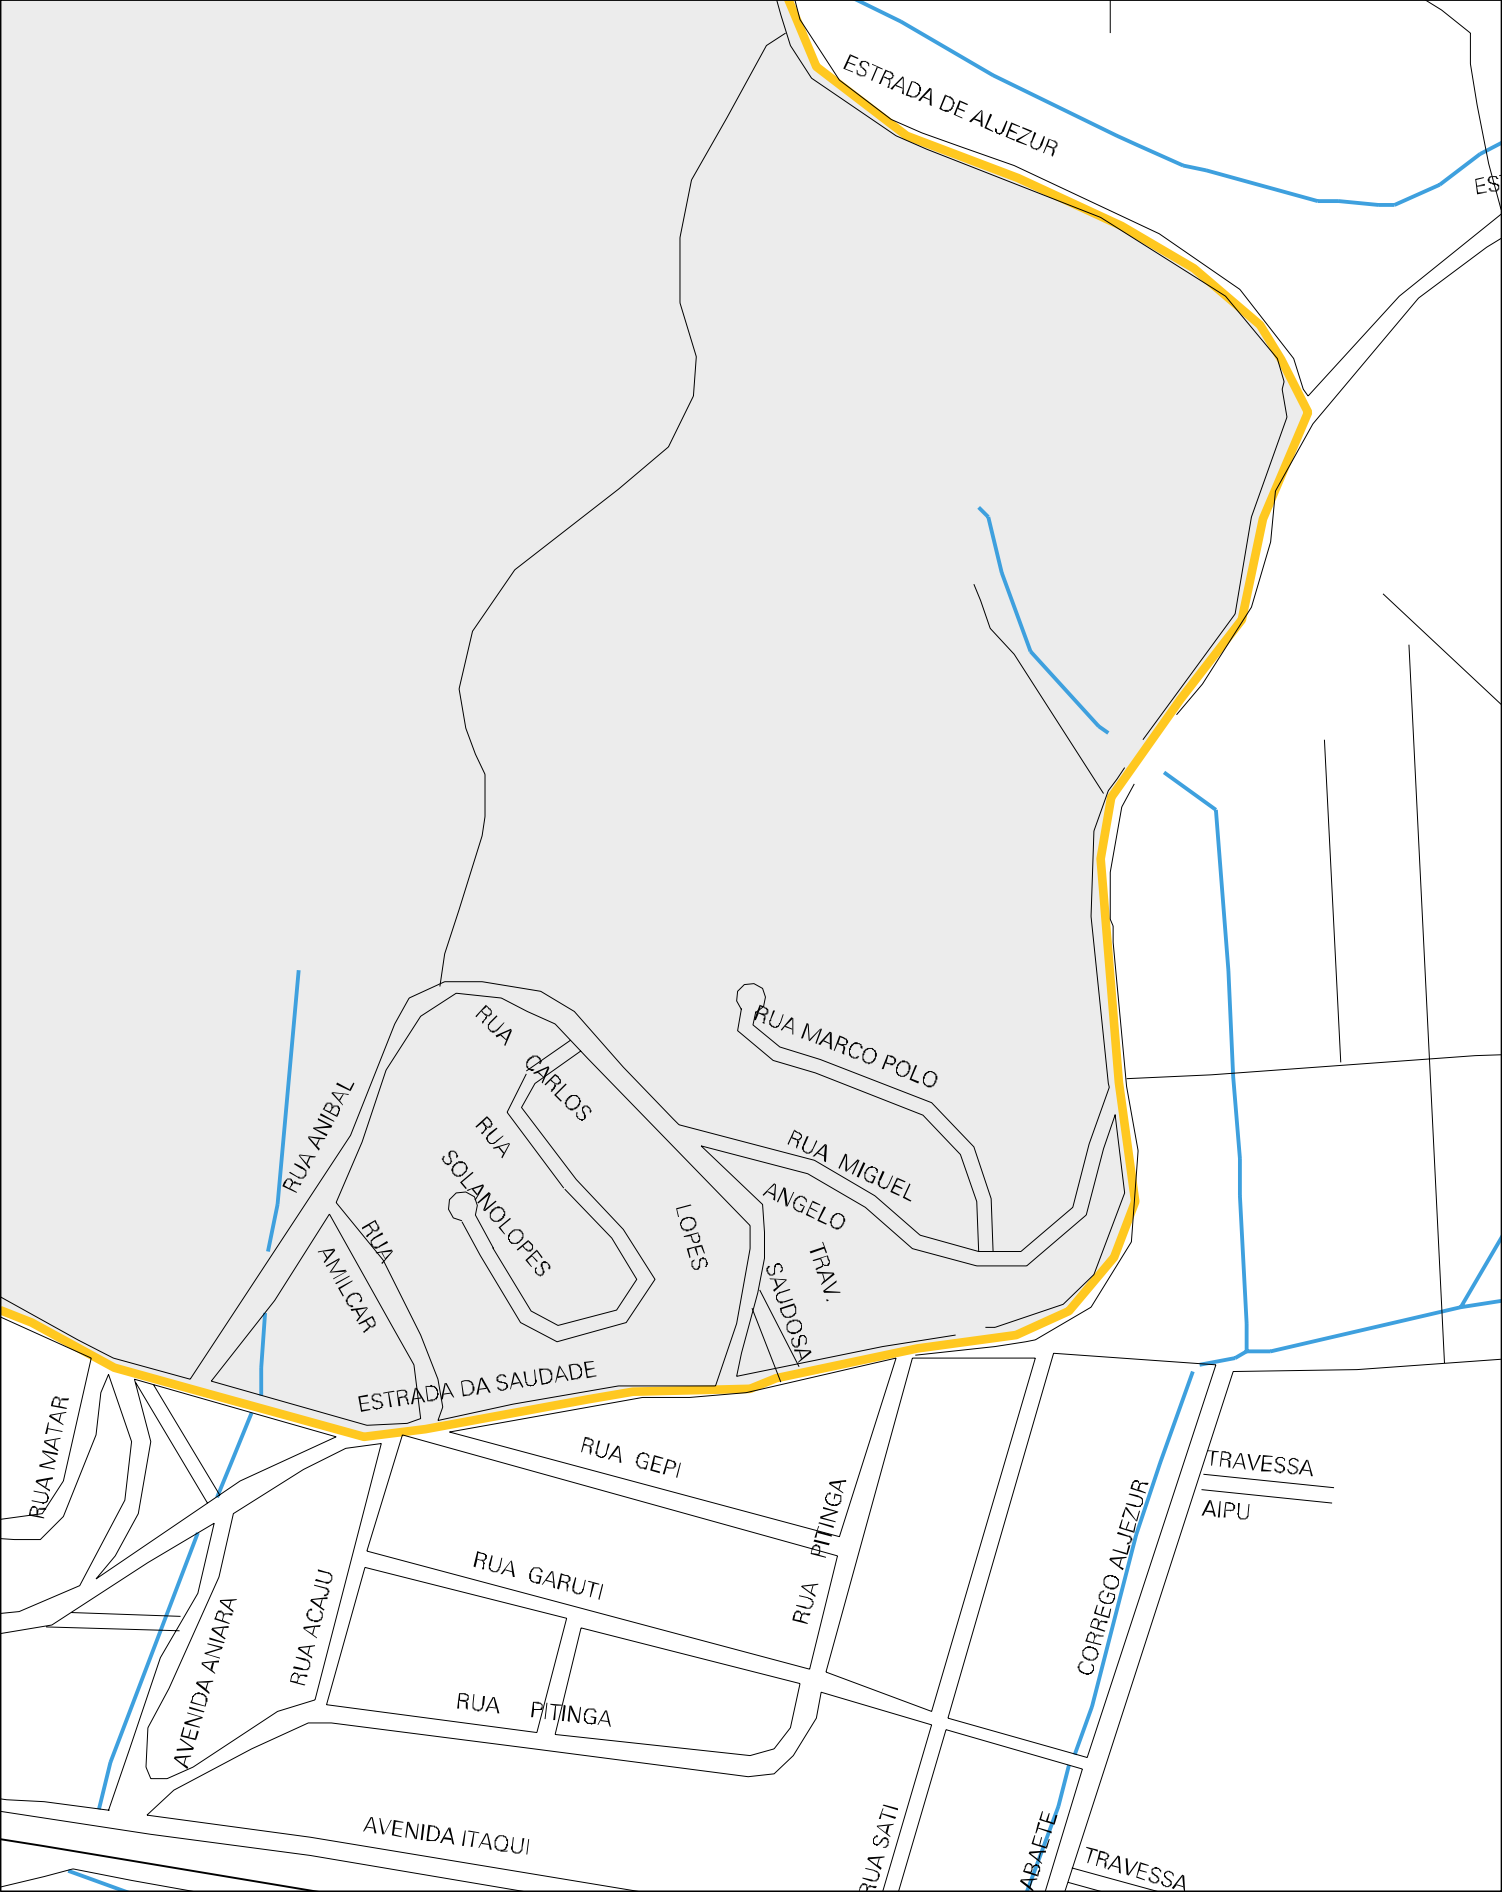 ESTRADA DE ALJEZUR
ES
RUA MARCO POLO
RUA
CARLOS
LOPES
RUA ANIBAL
RUA
SOLANOLOPES
RUA MIGUEL
ANGELO
TRAV.
SAUDOSA
RUA
AMILCAR
ESTRADA DA SAUDADE
RUA MATAR
RUA GEPI
RUA PITINGA
TRAVESSA
AIPU
CORREGO ALJEZUR
RUA GARUTI
RUA ACAJU
AVENIDA ANIARA
RUA PITINGA
AVENIDA ITAQUI
RUA SATI
ABAETE
TRAVESSA